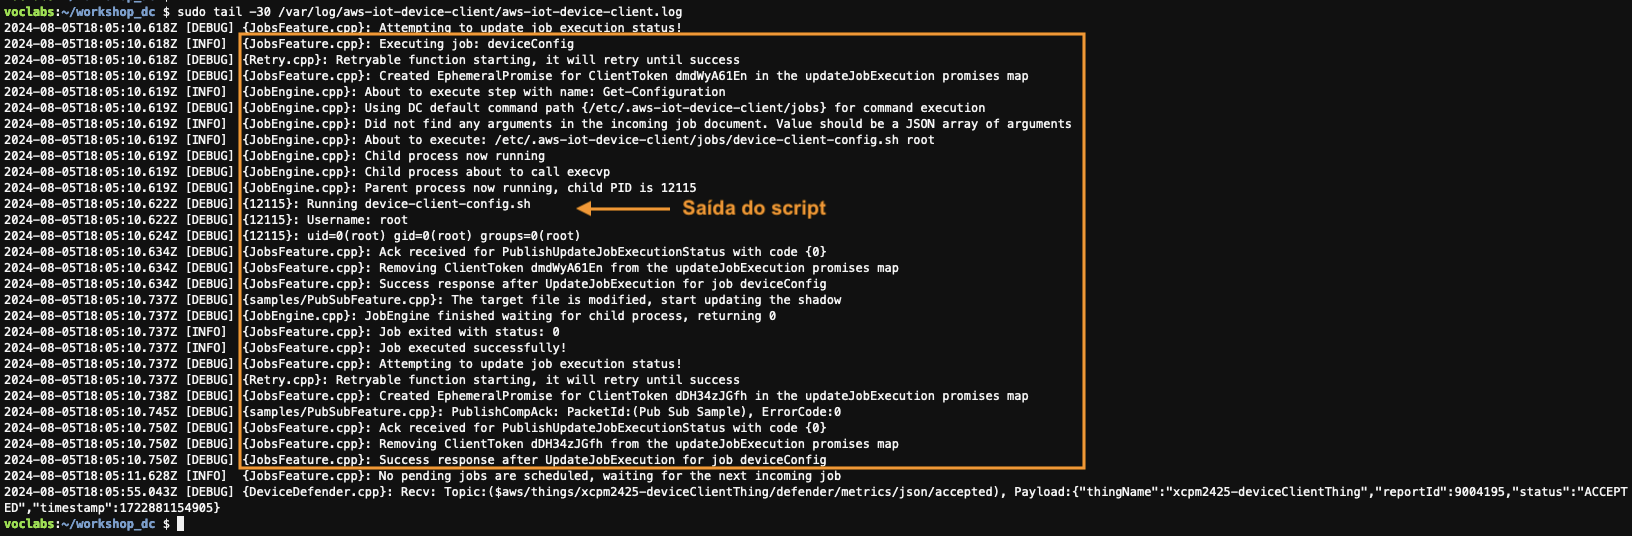 voclabs:~/workshop_dc $ sudo tail -30 /var/log/aws-iot-device-client/aws-iot-device-client.log
2024-08-05T18:05:10.618Z [DEBUG] {JobsFeature.cpp}: Attempting to update job execution status!
2024-08-05T18:05:10.618Z [INFO] {JobsFeature.cpp}: Executing job: deviceConfig
2024-08-05T18:05:10.618Z [DEBUG] {Retry.cpp}: Retryable function starting, it will retry until success
2024-08-05T18:05:10.619Z [DEBUG] {JobsFeature.cpp}: Created EphemeralPromise for ClientToken dmdWyA61En in the updateJobExecution promises map
2024-08-05T18:05:10.619Z [INFO] {JobEngine.cpp}: About to execute step with name: Get-Configuration
2024-08-05T18:05:10.619Z [DEBUG] {JobEngine.cpp}: Using DC default command path {/etc/.aws-iot-device-client/jobs} for command execution
2024-08-05T18:05:10.619Z [INFO] {JobEngine.cpp}: Did not find any arguments in the incoming job document. Value should be a JSON array of arguments
2024-08-05T18:05:10.619Z [INFO] {JobEngine.cpp}: About to execute: /etc/.aws-iot-device-client/jobs/device-client-config.sh root
2024-08-05T18:05:10.619Z [DEBUG] {JobEngine.cpp}: Child process now running
2024-08-05T18:05:10.619Z [DEBUG] {JobEngine.cpp}: Child process about to call execvp
2024-08-05T18:05:10.619Z [DEBUG] {JobEngine.cpp}: Parent process now running, child PID is 12115
2024-08-05T18:05:10.622Z [DEBUG] {12115}: Running device-client-config.sh Saída do script
2024-08-05T18:05:10.622Z [DEBUG] {12115}: Username: root
2024-08-05T18:05:10.624Z [DEBUG] {12115}: uid=0(root) gid=0(root) groups=0(root)
2024-08-05T18:05:10.634Z [DEBUG] {JobsFeature.cpp}: Ack received for PublishUpdateJobExecutionStatus with code {0}
2024-08-05T18:05:10.634Z [DEBUG] {JobsFeature.cpp}: Removing ClientToken dmdWyA61En from the updateJobExecution promises map
2024-08-05T18:05:10.634Z [DEBUG] {JobsFeature.cpp}: Success response after UpdateJobExecution for job deviceConfig
2024-08-05T18:05:10.737Z [DEBUG] {samples/PubSubFeature.cpp}: The target file is modified, start updating the shadow
2024-08-05T18:05:10.737Z [DEBUG] {JobEngine.cpp}: JobEngine finished waiting for child process, returning 0
2024-08-05T18:05:10.737Z [INFO] {JobsFeature.cpp}: Job exited with status: 0
2024-08-05T18:05:10.737Z [INFO] {JobsFeature.cpp}: Job executed successfully!
2024-08-05T18:05:10.737Z [DEBUG] {JobsFeature.cpp}: Attempting to update job execution status!
2024-08-05T18:05:10.737Z [DEBUG] {Retry.cpp}: Retryable function starting, it will retry until success
2024-08-05T18:05:10.738Z [DEBUG] {JobsFeature.cpp}: Created EphemeralPromise for ClientToken dDH34zJGfh in the updateJobExecution promises map
2024-08-05T18:05:10.745Z [DEBUG] {samples/PubSubFeature.cpp}: PublishCompAck: PacketId:(Pub Sub Sample), ErrorCode:0
2024-08-05T18:05:10.750Z [DEBUG] {JobsFeature.cpp}: Ack received for PublishUpdateJobExecutionStatus with code {0}
2024-08-05T18:05:10.750Z [DEBUG] {JobsFeature.cpp}: Removing ClientToken dDH34zJGfh from the updateJobExecution promises map
2024-08-05T18:05:10.750Z [DEBUG] {JobsFeature.cpp}: Success response after UpdateJobExecution for job deviceConfig
2024-08-05T18:05:11.628Z [INFO] {JobsFeature.cpp}: No pending jobs are scheduled, waiting for the next incoming job
2024-08-05T18:05:55.043Z [DEBUG] {DeviceDefender.cpp}: Recv: Topic:($aws/things/xcpm2425-deviceClientThing/defender/metrics/json/accepted), Payload:{"thingName":"xcpm2425-deviceClientThing","reportId":9004195,"status":"ACCEPT
ED","timestamp":1722881154905}
voclabs:~/workshop_dc $